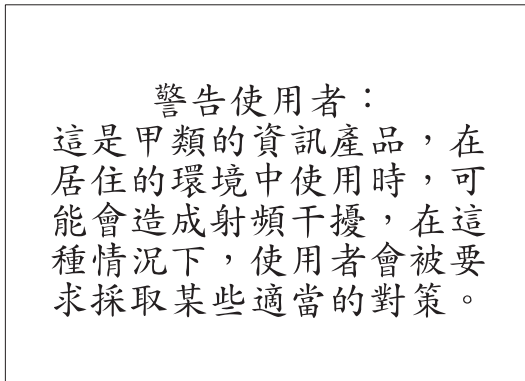 警告使用者：
這是甲類的資訊產品，在
居住的環境中使用時，可
能會造成射頻干擾，在這
種情況下，使用者會被要
求採取某些適當的對策。